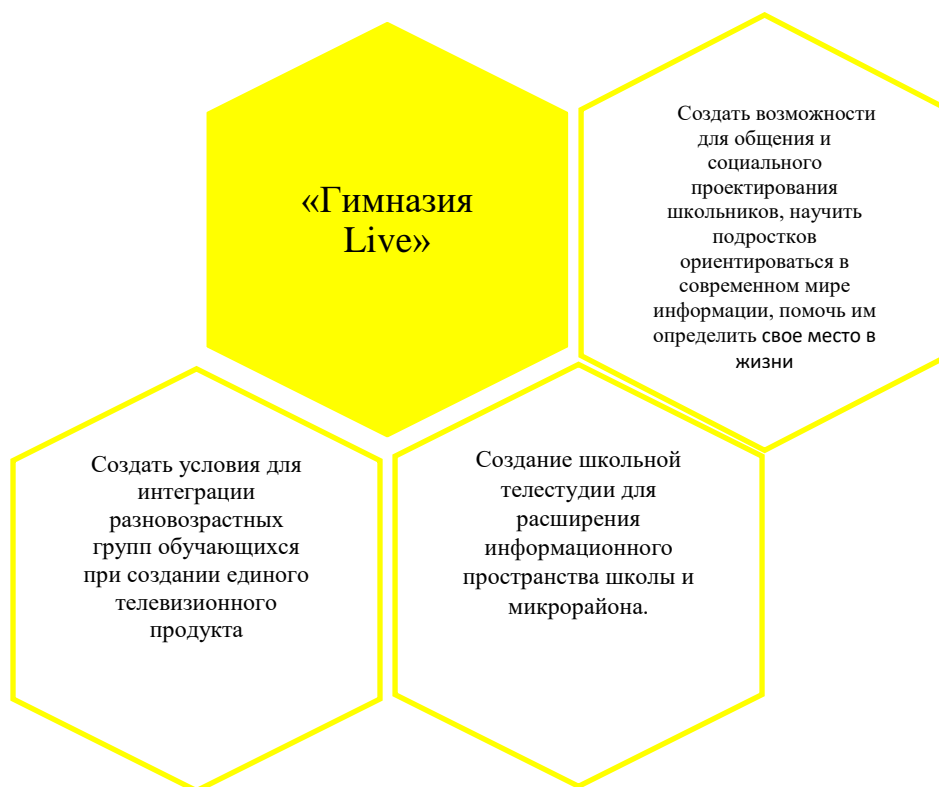 «Гимназия
Live»
Создать возможности
для общения и
социального
проектирования
школьников, научить
подростков
ориентироваться в
современном мире
информации, помочь им
определить свое место в
жизни
Создать условия для
интеграции
разновозрастных
групп обучающихся
при создании единого
телевизионного
продукта
Создание школьной
телестудии для
расширения
информационного
пространства школы и
микрорайона.